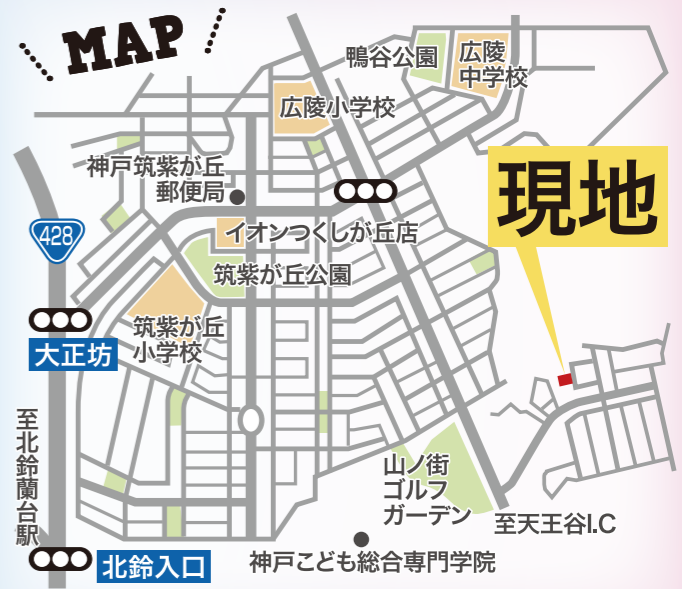 MAP
鴨谷公園
広陵
中学校
広陵小学校
神戸筑紫が丘
郵便局
現地
428
イオンつくしが丘店
筑紫が丘公園
筑紫が丘
小学校
大正坊
至北鈴蘭台駅
山ノ街
ゴルフ
ガーデン
至天王谷I.C
神戸こども総合専門学院
北鈴入口